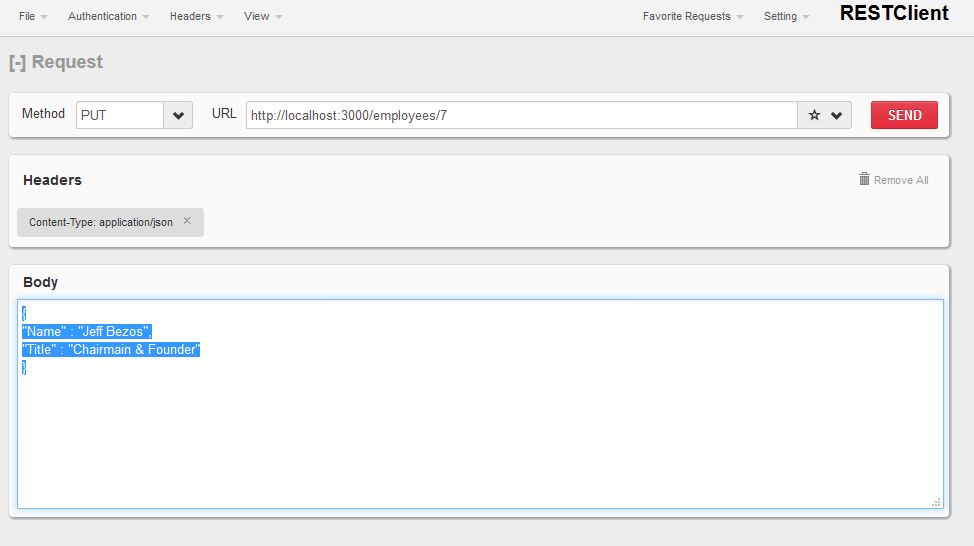 File Authentication Headers View Favorite Requests Setting RESTClient
[-] Request
Method PUT URL http://localhost:3000/employees/7 SEND
Headers Remove All
Content-Type: application/json ×
Body
{
"Name" : "Jeff Bezos",
"Title" : "Chairmain & Founder"
}